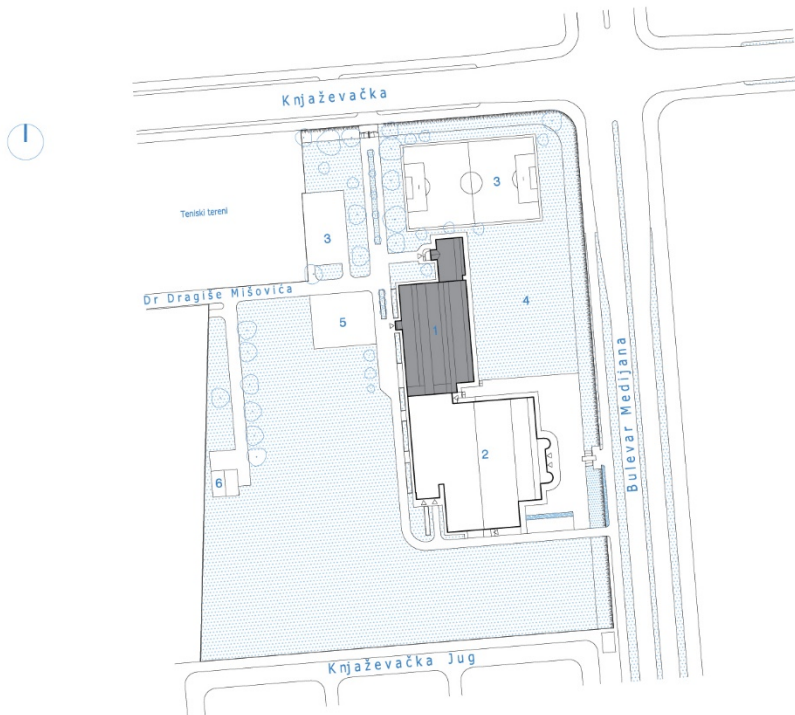 Knjaževačka
3
Teniski tereni
3
Dr Dragiše Mišovića
4
5
1
Bulevar Medijana
2
6
Knjaževačka Jug